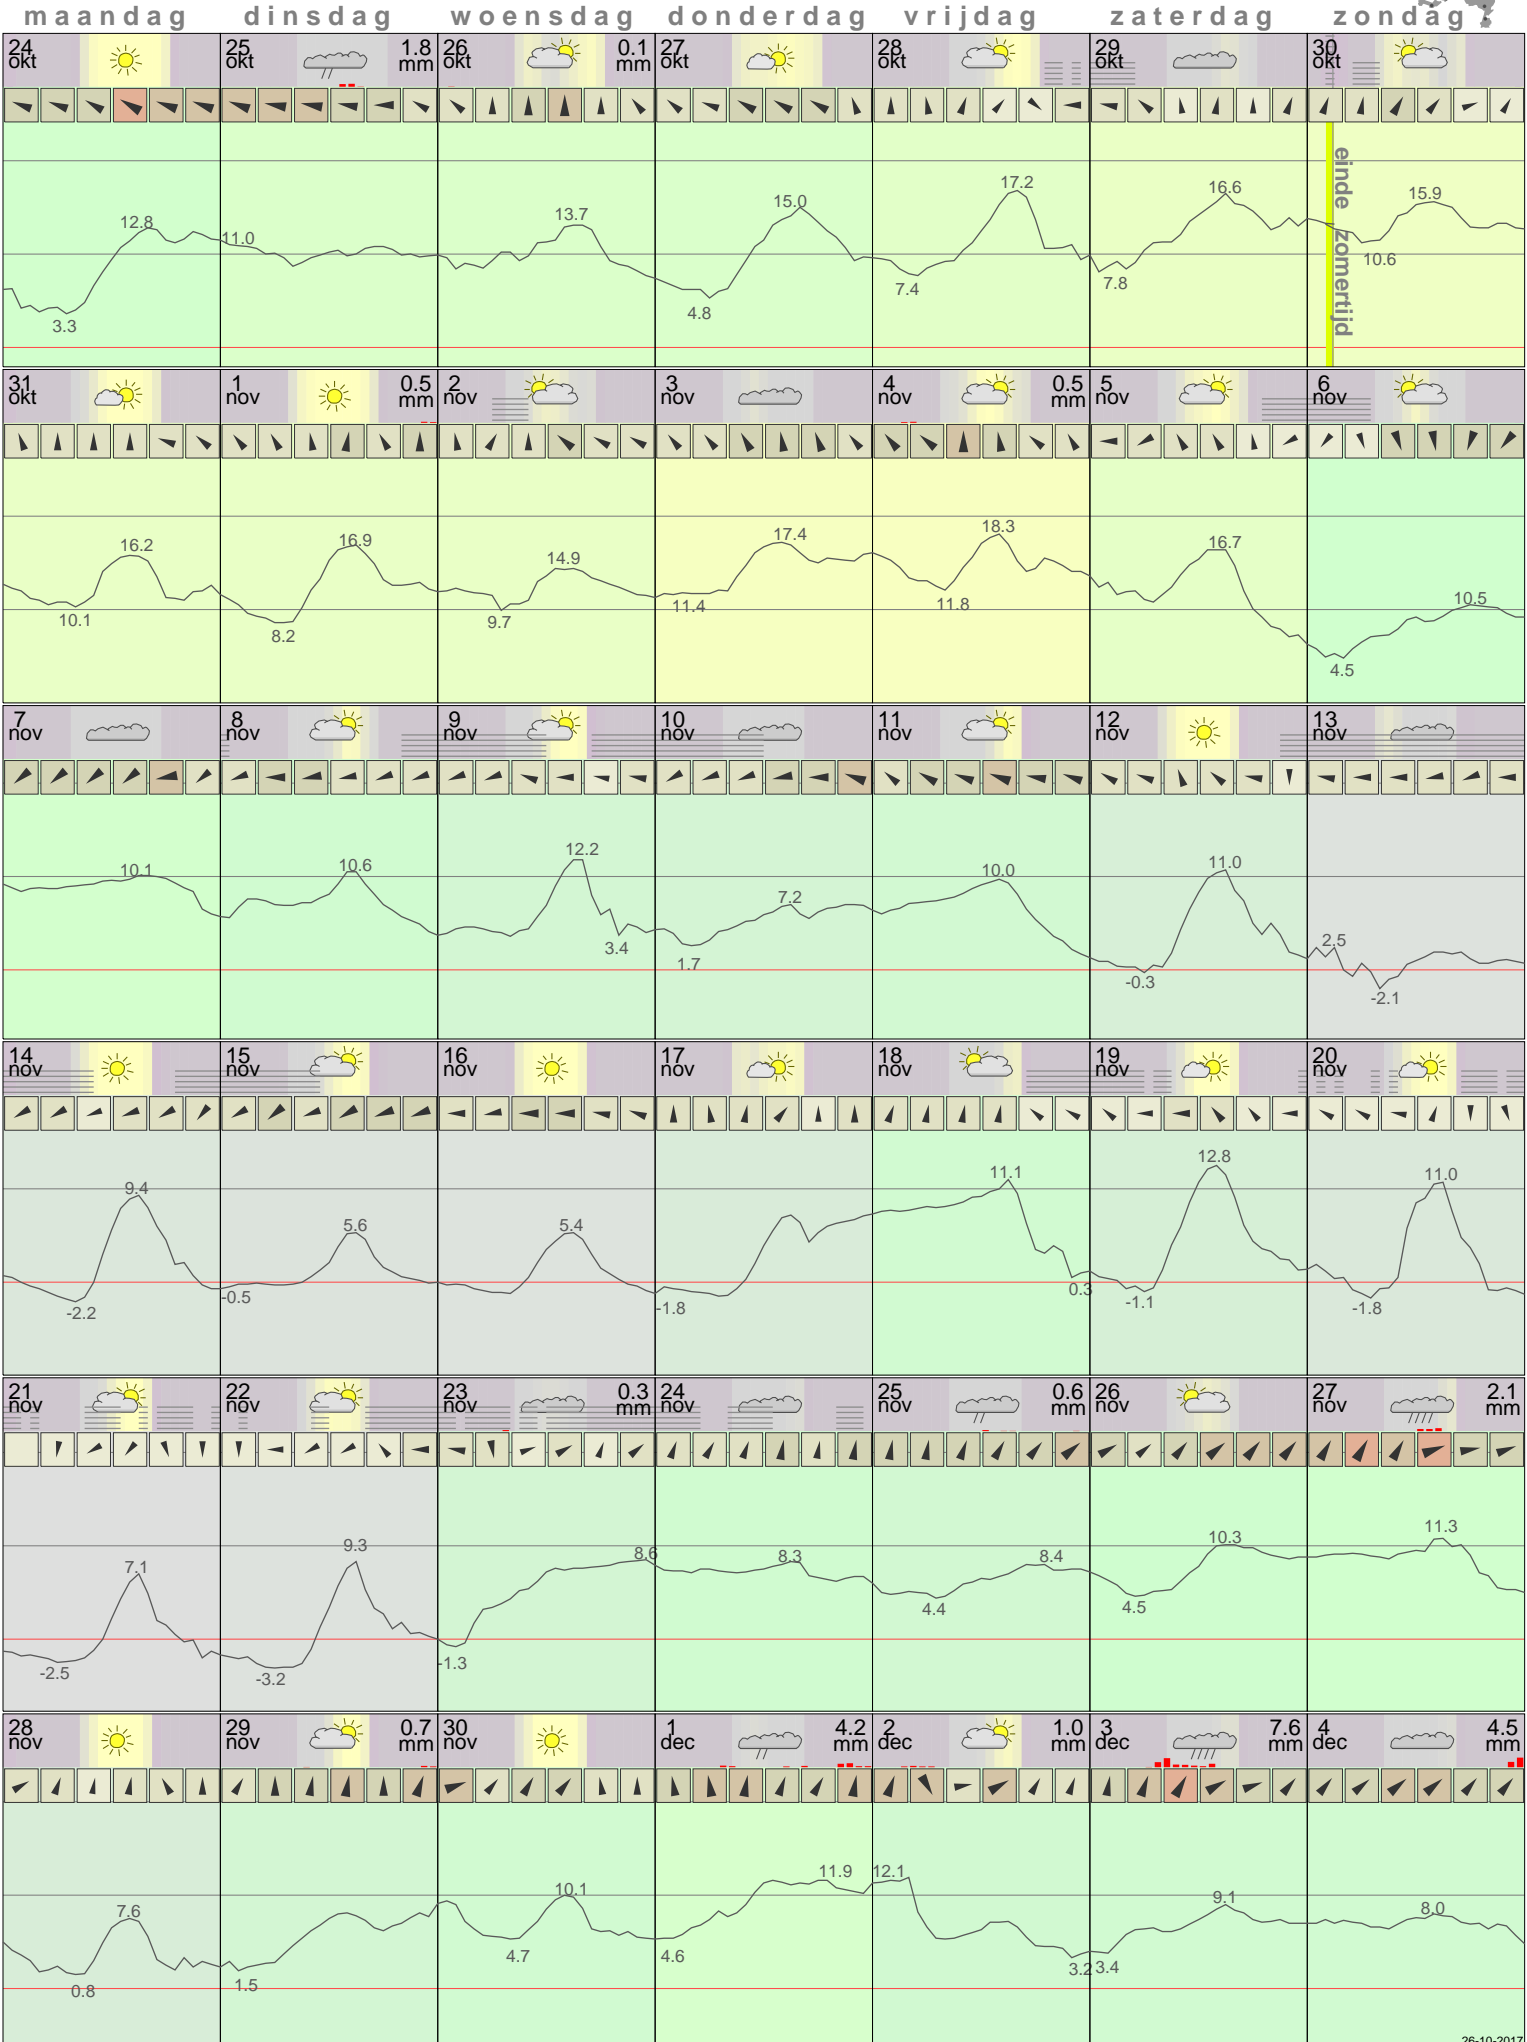 maandag dinsdag woensdag donderdag vrijdag zaterdag zondag
24 okt 25 okt 1.8 mm 26 okt 0.1 mm 27 okt 28 okt 29 okt 30 okt
12.8 3.3 11.0 13.7 15.0 4.8 17.2 7.4 16.6 7.8 15.9 10.6
einde zomertijd
31 okt 1 nov 0.5 mm 2 nov 3 nov 4 nov 0.5 mm 5 nov 6 nov
16.2 10.1 16.9 8.2 14.9 9.7 17.4 11.4 18.3 11.8 16.7 10.5 4.5
7 nov 8 nov 9 nov 10 nov 11 nov 12 nov 13 nov
10.1 10.6 12.2 3.4 7.2 1.7 10.0 11.0 -0.3 2.5 -2.1
14 nov 15 nov 16 nov 17 nov 18 nov 19 nov 20 nov
9.4 -2.2 5.6 -0.5 5.4 -1.8 11.1 0.3 12.8 -1.1 11.0 -1.8
21 nov 22 nov 23 nov 0.3 mm 24 nov 25 nov 0.6 mm 26 nov 27 nov 2.1 mm
7.1 -2.5 9.3 -3.2 8.6 -1.3 8.3 8.4 4.4 10.3 4.5 11.3
28 nov 29 nov 0.7 mm 30 nov 1 dec 4.2 mm 2 dec 1.0 mm 3 dec 7.6 mm 4 dec 4.5 mm
7.6 0.8 1.5 10.1 4.7 11.9 4.6 12.1 3.2 9.1 3.4 8.0
26-10-2017